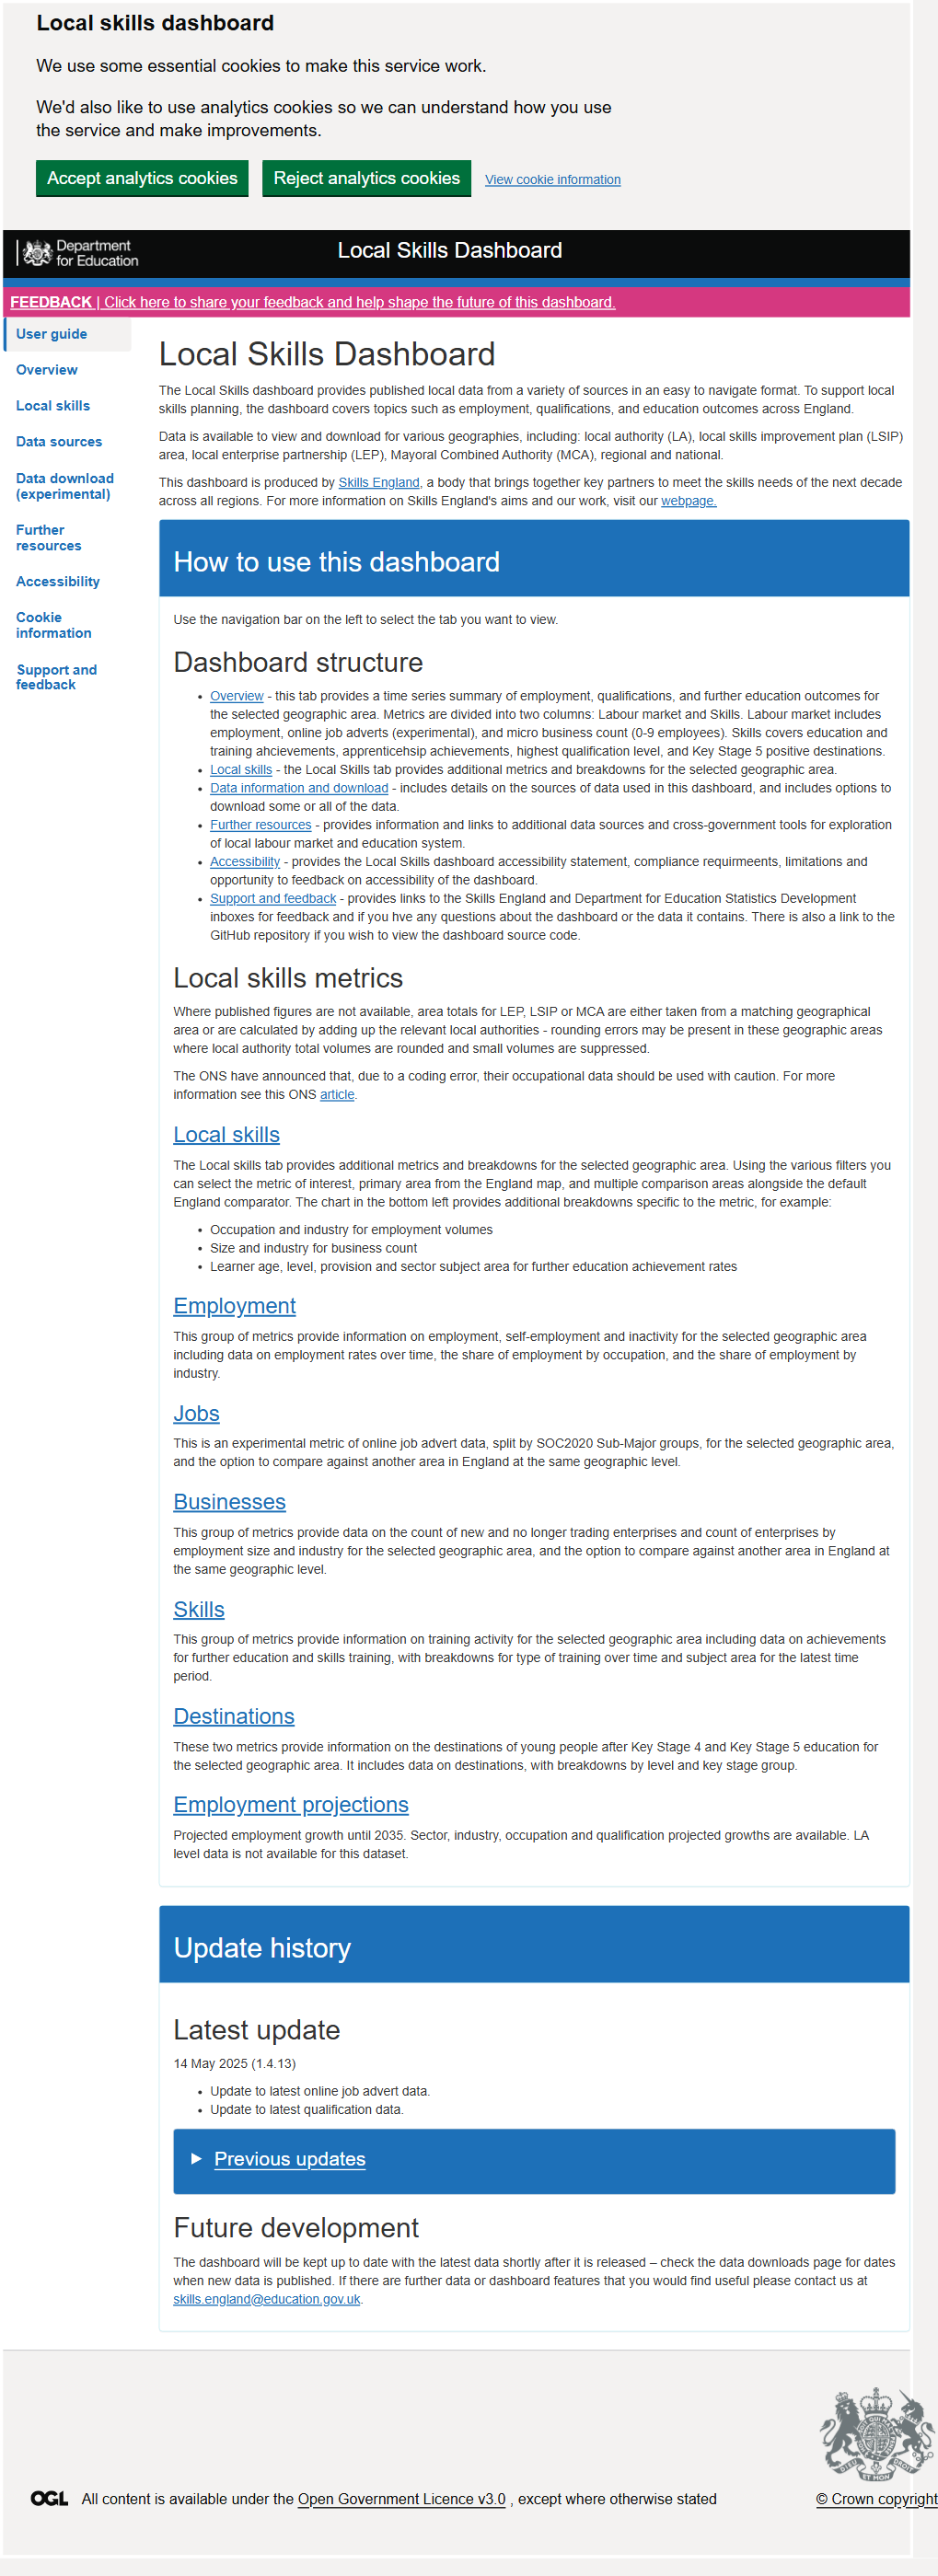 Local skills dashboard
We use some essential cookies to make this service work.
We'd also like to use analytics cookies so we can understand how you use
the service and make improvements.
Accept analytics cookies
Reject analytics cookies
View cookie information
Department
for Education
Local Skills Dashboard
FEEDBACK | Click here to share your feedback and help shape the future of this dashboard.
User guide
Overview
Local skills
Data sources
Data download
(experimental)
Further
resources
Accessibility
Cookie
information
Support and
feedback
Local Skills Dashboard
The Local Skills dashboard provides published local data from a variety of sources in an easy to navigate format. To support local
skills planning, the dashboard covers topics such as employment, qualifications, and education outcomes across England.
Data is available to view and download for various geographies, including: local authority (LA), local skills improvement plan (LSIP)
area, local enterprise partnership (LEP), Mayoral Combined Authority (MCA), regional and national.
This dashboard is produced by Skills England, a body that brings together key partners to meet the skills needs of the next decade
across all regions. For more information on Skills England's aims and our work, visit our webpage.
How to use this dashboard
Use the navigation bar on the left to select the tab you want to view.
Dashboard structure
• Overview - this tab provides a time series summary of employment, qualifications, and further education outcomes for
the selected geographic area. Metrics are divided into two columns: Labour market and Skills. Labour market includes
employment, online job adverts (experimental), and micro business count (0-9 employees). Skills covers education and
training ahcievements, apprenticehsip achievements, highest qualification level, and Key Stage 5 positive destinations.
• Local skills - the Local Skills tab provides additional metrics and breakdowns for the selected geographic area.
• Data information and download - includes details on the sources of data used in this dashboard, and includes options to
download some or all of the data.
• Further resources - provides information and links to additional data sources and cross-government tools for exploration
of local labour market and education system.
• Accessibility - provides the Local Skills dashboard accessibility statement, compliance requirmeents, limitations and
opportunity to feedback on accessibility of the dashboard.
• Support and feedback - provides links to the Skills England and Department for Education Statistics Development
inboxes for feedback and if you hve any questions about the dashboard or the data it contains. There is also a link to the
GitHub repository if you wish to view the dashboard source code.
Local skills metrics
Where published figures are not available, area totals for LEP, LSIP or MCA are either taken from a matching geographical
area or are calculated by adding up the relevant local authorities - rounding errors may be present in these geographic areas
where local authority total volumes are rounded and small volumes are suppressed.
The ONS have announced that, due to a coding error, their occupational data should be used with caution. For more
information see this ONS article.
Local skills
The Local skills tab provides additional metrics and breakdowns for the selected geographic area. Using the various filters you
can select the metric of interest, primary area from the England map, and multiple comparison areas alongside the default
England comparator. The chart in the bottom left provides additional breakdowns specific to the metric, for example:
• Occupation and industry for employment volumes
• Size and industry for business count
• Learner age, level, provision and sector subject area for further education achievement rates
Employment
This group of metrics provide information on employment, self-employment and inactivity for the selected geographic area
including data on employment rates over time, the share of employment by occupation, and the share of employment by
industry.
Jobs
This is an experimental metric of online job advert data, split by SOC2020 Sub-Major groups, for the selected geographic area,
and the option to compare against another area in England at the same geographic level.
Businesses
This group of metrics provide data on the count of new and no longer trading enterprises and count of enterprises by
employment size and industry for the selected geographic area, and the option to compare against another area in England at
the same geographic level.
Skills
This group of metrics provide information on training activity for the selected geographic area including data on achievements
for further education and skills training, with breakdowns for type of training over time and subject area for the latest time
period.
Destinations
These two metrics provide information on the destinations of young people after Key Stage 4 and Key Stage 5 education for
the selected geographic area. It includes data on destinations, with breakdowns by level and key stage group.
Employment projections
Projected employment growth until 2035. Sector, industry, occupation and qualification projected growths are available. LA
level data is not available for this dataset.
Update history
Latest update
14 May 2025 (1.4.13)
• Update to latest online job advert data.
• Update to latest qualification data.
Previous updates
Future development
The dashboard will be kept up to date with the latest data shortly after it is released – check the data downloads page for dates
when new data is published. If there are further data or dashboard features that you would find useful please contact us at
skills.england@education.gov.uk.
OGL All content is available under the Open Government Licence v3.0 , except where otherwise stated
© Crown copyright